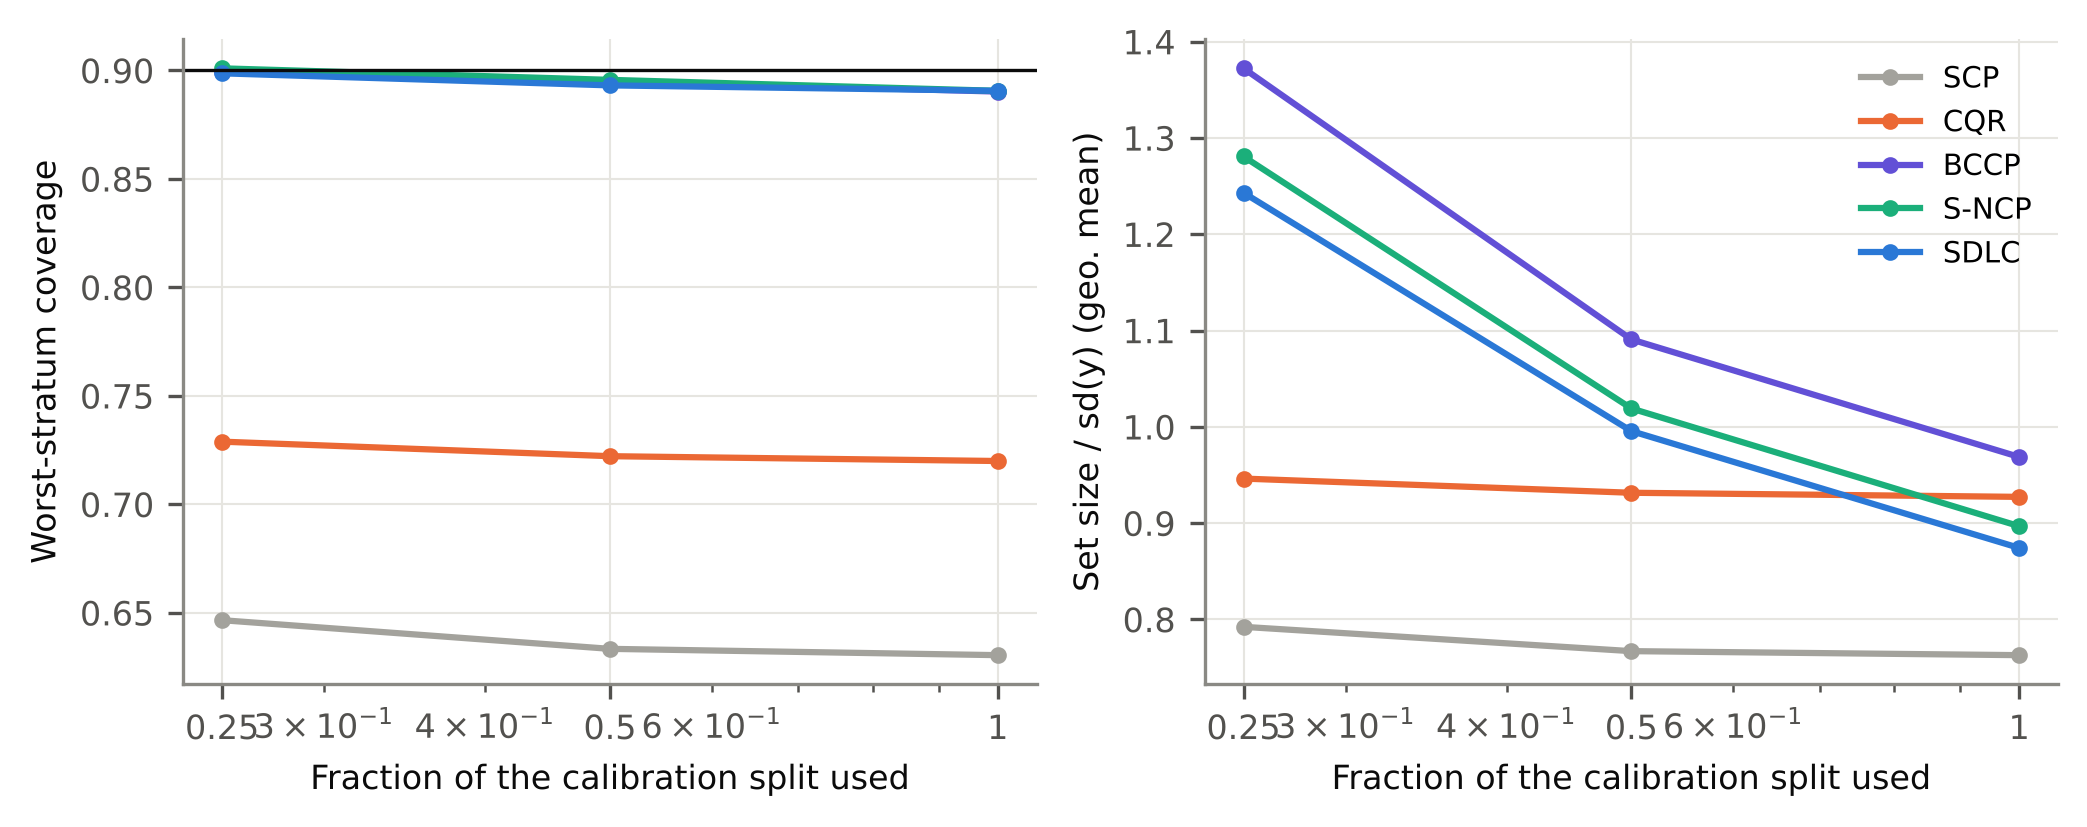 Worst-stratum coverage
0.90
0.85
0.80
0.75
0.70
0.65
0.25 3 × 10⁻¹ 4 × 10⁻¹ 0.5 6 × 10⁻¹ 1
Fraction of the calibration split used
Set size / sd(y) (geo. mean)
1.4
1.3
1.2
1.1
1.0
0.9
0.8
SCP
CQR
BCCP
S-NCP
SDLC
0.25 3 × 10⁻¹ 4 × 10⁻¹ 0.5 6 × 10⁻¹ 1
Fraction of the calibration split used